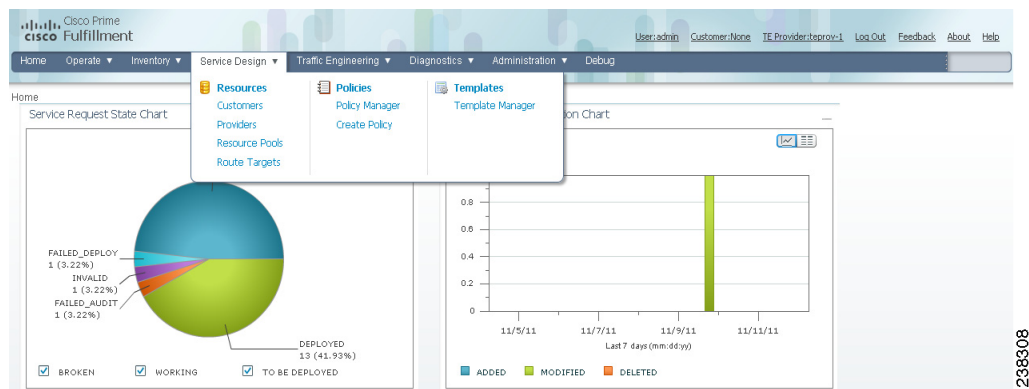 Cisco Prime
CISCO Fulfillment
User:admin Customer:None TE Provider:teprov-1 Log Out Feedback About Help
Home Operate ▼ Inventory ▼ Service Design ▼ Traffic Engineering ▼ Diagnostics ▼ Administration ▼ Debug
Home
Service Request State Chart
ion Chart
Resources
Customers
Providers
Resource Pools
Route Targets
Policies
Policy Manager
Create Policy
Templates
Template Manager
FAILED_DEPLOY
1 (3.22%)
INVALID
1 (3.22%)
FAILED_AUDIT
1 (3.22%)
DEPLOYED
13 (41.93%)
BROKEN WORKING TO BE DEPLOYED
0.8
0.6
0.4
0.2
0
11/5/11 11/7/11 11/9/11 11/11/11
Last 7 days (mm:dd:yy)
ADDED MODIFIED DELETED
238308